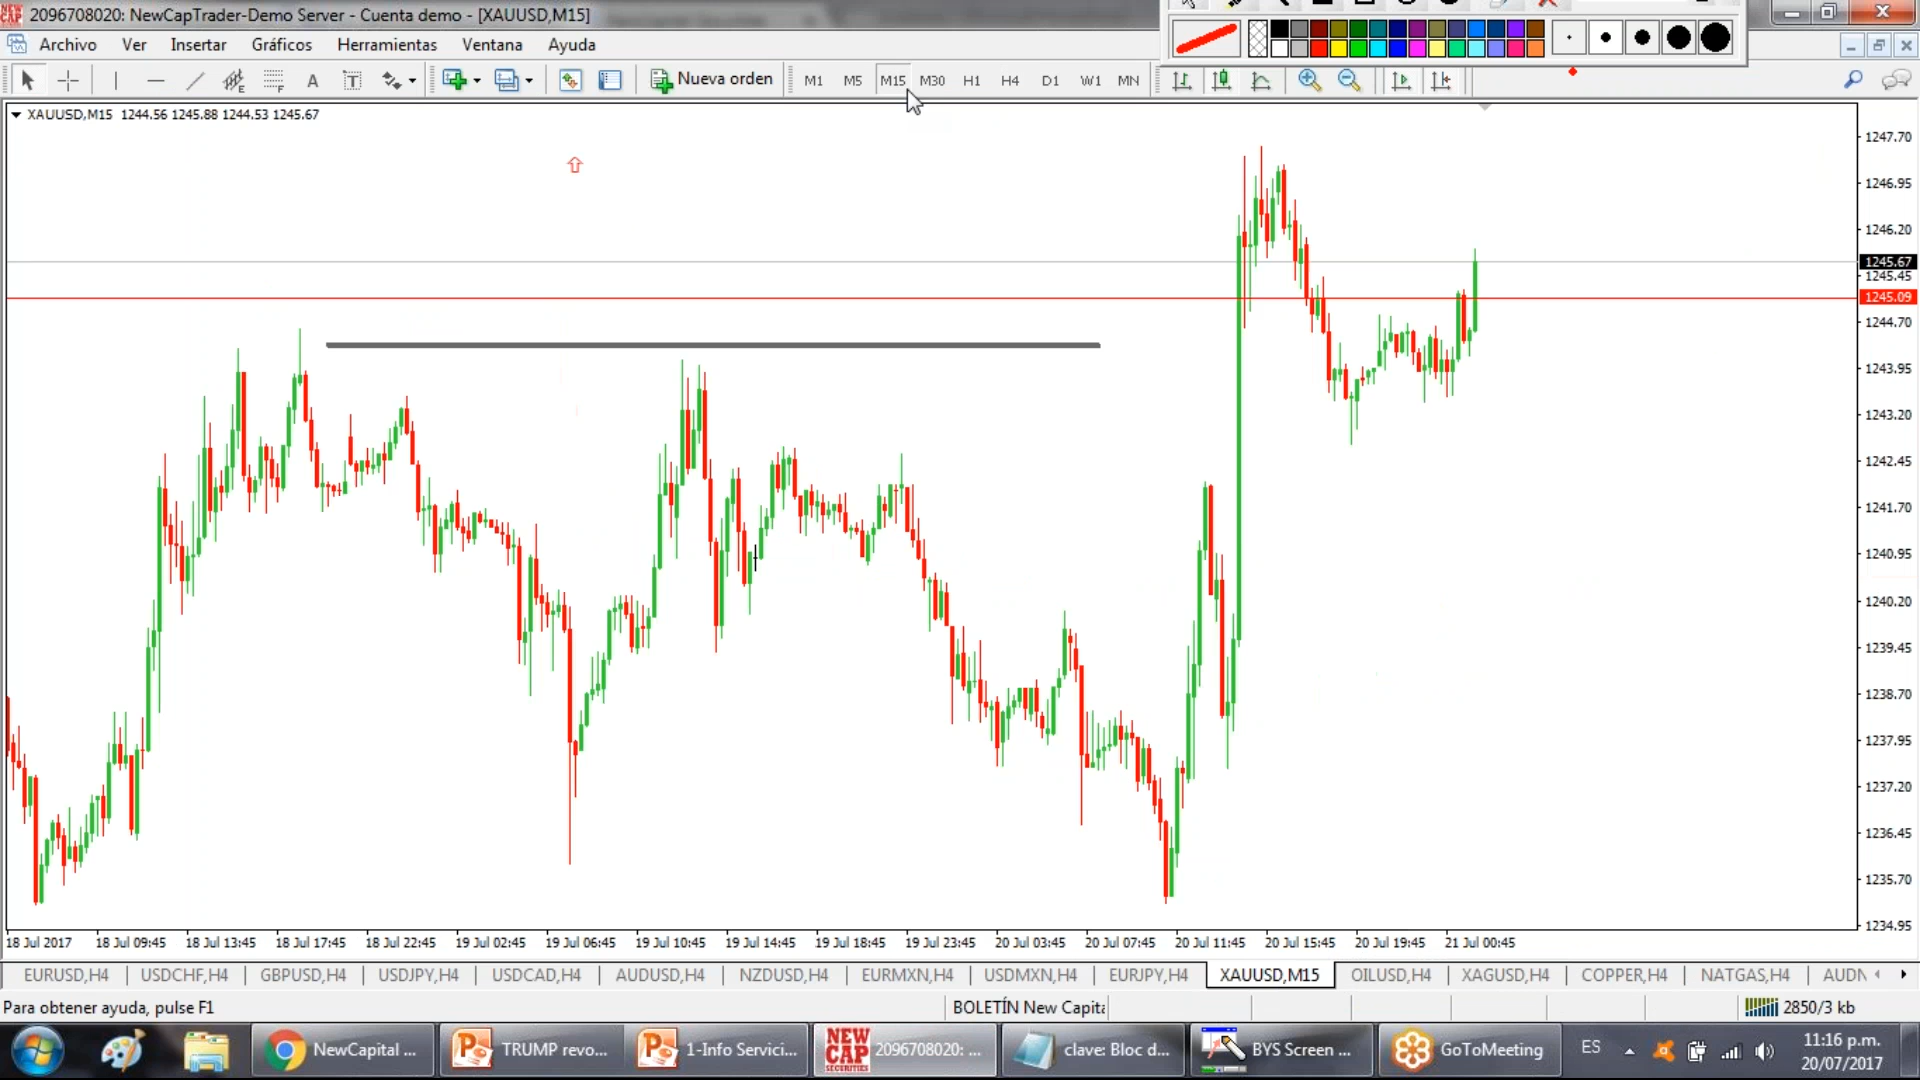 2096708020: NewCapTrader-Demo Server - Cuenta demo - [XAUUSD,M15]
Archivo Ver Insertar Gráficos Herramientas Ventana Ayuda
A T Nueva orden M1 M5 M15 M30 H1 H4 D1 W1 MN
XAUUSD,M15 1244.56 1245.88 1244.53 1245.67
1247.70
1246.95
1246.20
1245.67
1245.45
1245.09
1244.70
1243.95
1243.20
1242.45
1241.70
1240.95
1240.20
1239.45
1238.70
1237.95
1237.20
1236.45
1235.70
1234.95
18 Jul 2017 18 Jul 09:45 18 Jul 13:45 18 Jul 17:45 18 Jul 22:45 19 Jul 02:45 19 Jul 06:45 19 Jul 10:45 19 Jul 14:45 19 Jul 18:45 19 Jul 23:45 20 Jul 03:45 20 Jul 07:45 20 Jul 11:45 20 Jul 15:45 20 Jul 19:45 21 Jul 00:45
EURUSD,H4 USDCHF,H4 GBPUSD,H4 USDJPY,H4 USDCAD,H4 AUDUSD,H4 NZDUSD,H4 EURMXN,H4 USDMXN,H4 EURJPY,H4 XAUUSD,M15 OILUSD,H4 XAGUSD,H4 COPPER,H4 NATGAS,H4 AUDN
Para obtener ayuda, pulse F1 BOLETÍN New Capita 2850/3 kb
NewCapital ... TRUMP revo... 1-Info Servici... NEW CAP SECURITIES 2096708020: ... clave: Bloc d... BYS Screen ... GoToMeeting ES 11:16 p.m.
20/07/2017